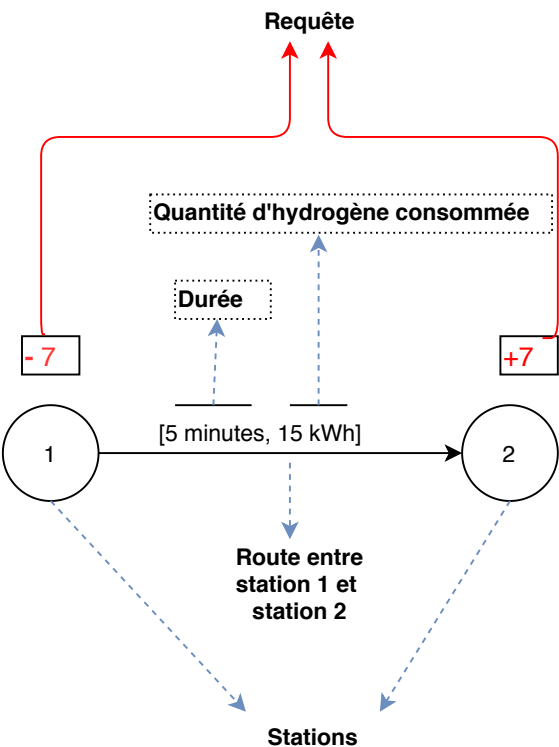 Requête
Quantité d'hydrogène consommée
Durée
- 7
+7
[5 minutes, 15 kWh]
1
2
Route entre
station 1 et
station 2
Stations